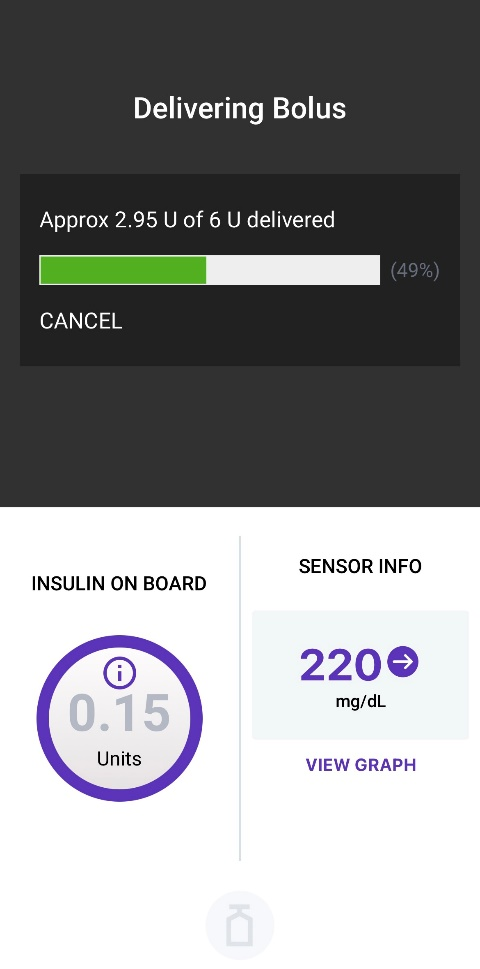 Delivering Bolus
Approx 2.95 U of 6 U delivered
(49%)
CANCEL
INSULIN ON BOARD
0.15
Units
SENSOR INFO
220
mg/dL
VIEW GRAPH